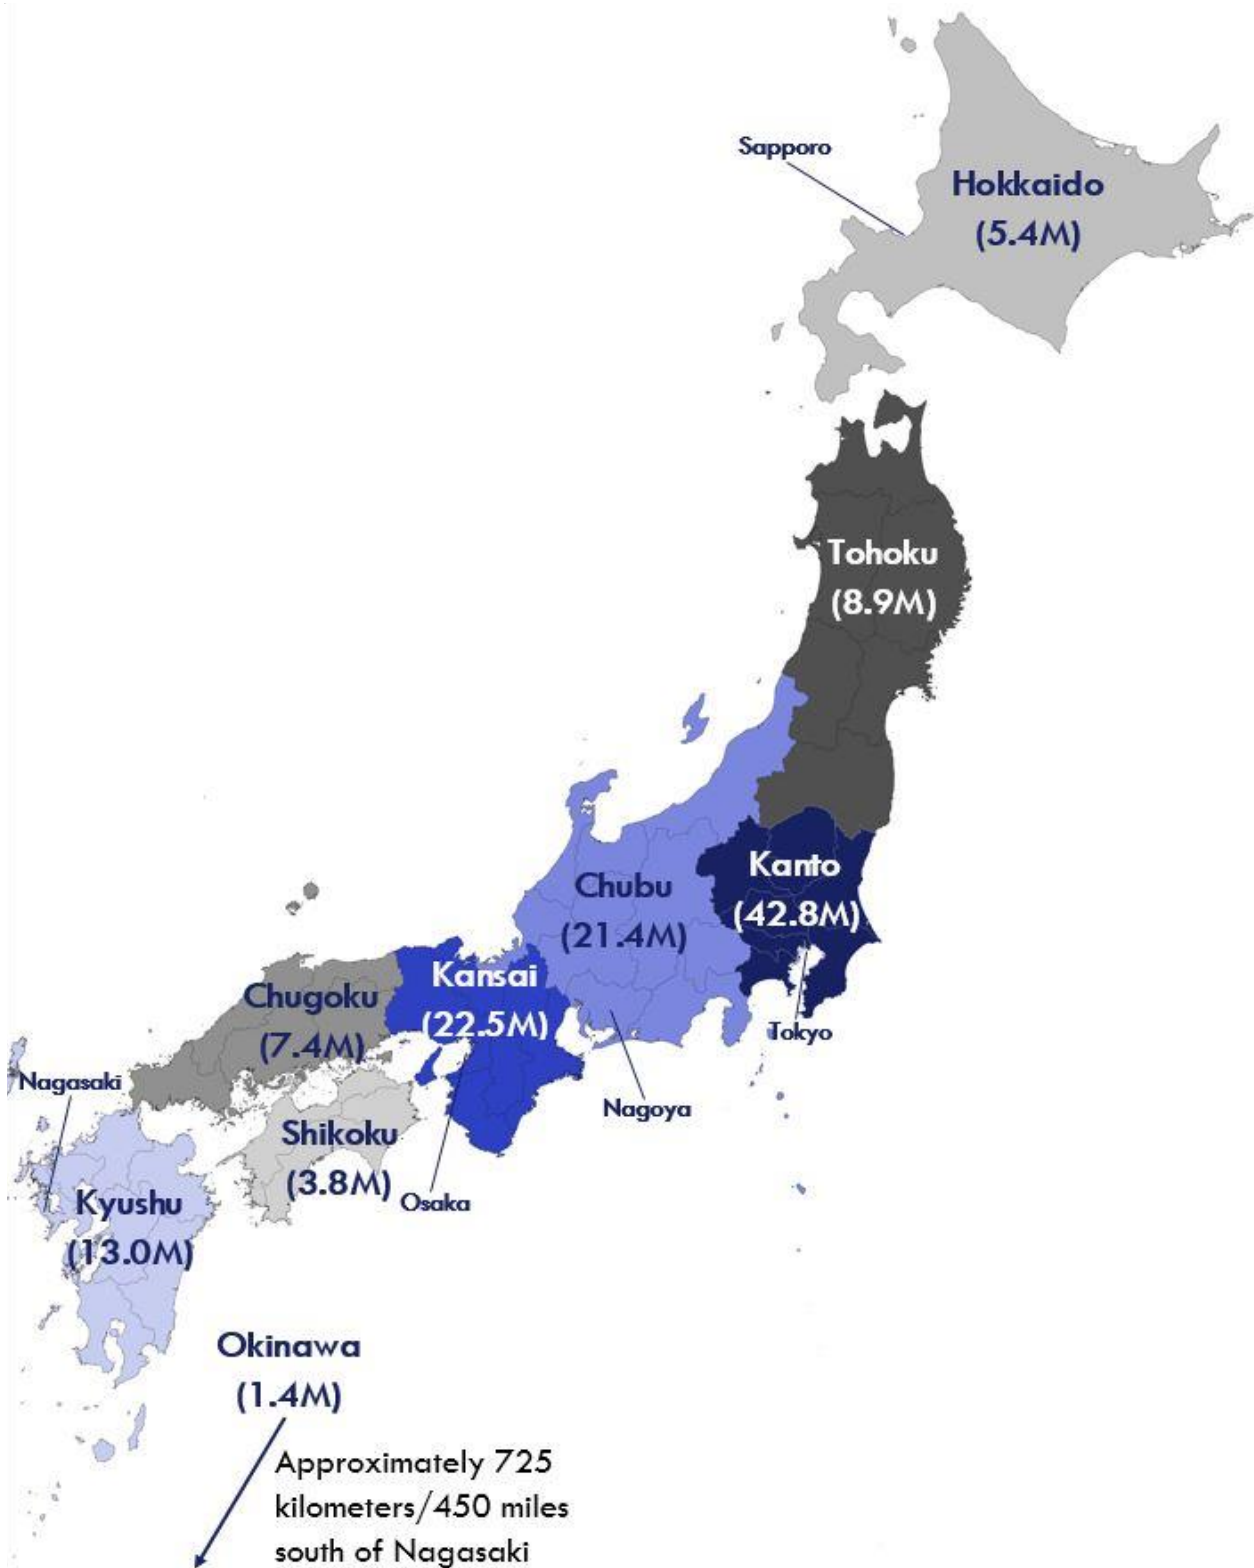 Sapporo
Hokkaido
(5.4M)
Tohoku
(8.9M)
Kanto
(42.8M)
Chubu
(21.4M)
Kansai
(22.5M)
Chugoku
(7.4M)
Tokyo
Nagasaki
Nagoya
Shikoku
(3.8M)
Osaka
Kyushu
(13.0M)
Okinawa
(1.4M)
Approximately 725
kilometers/450 miles
south of Nagasaki